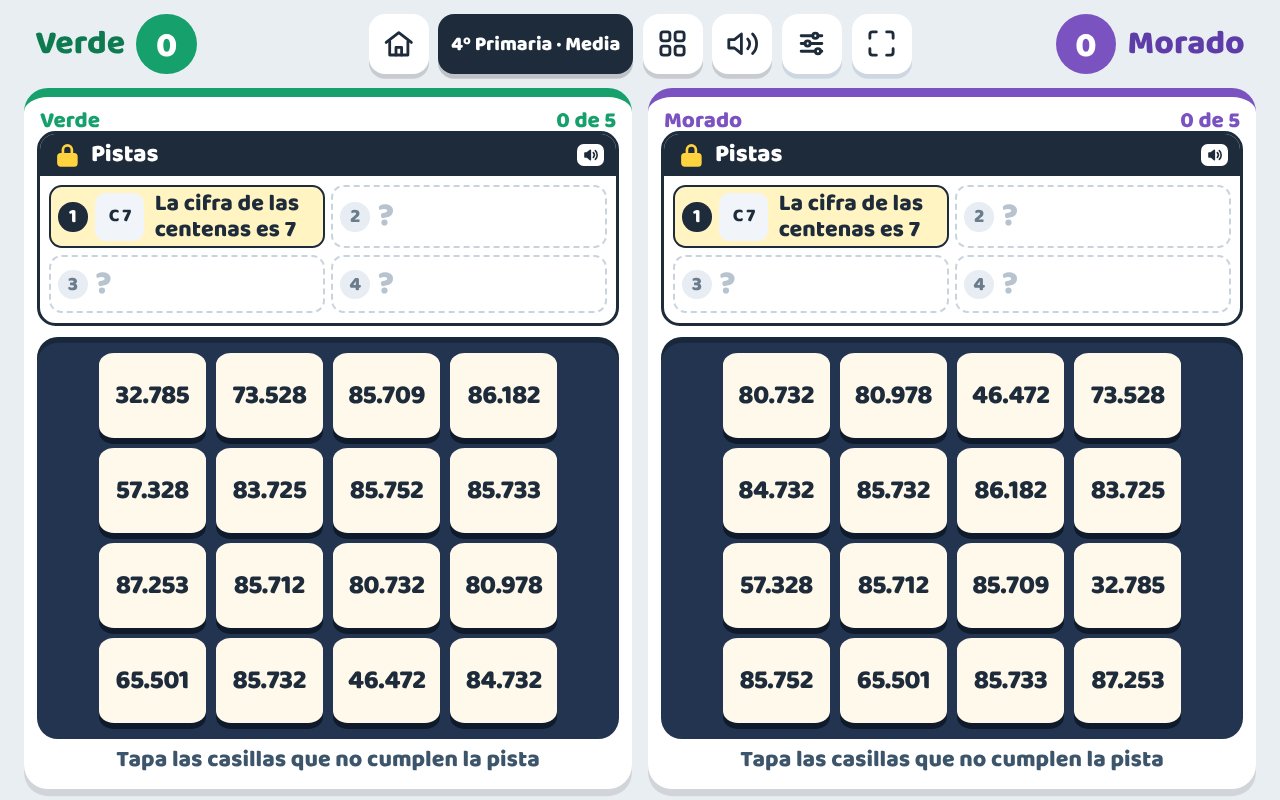 Verde 0
4º Primaria · Media
0 Morado
Verde 0 de 5
Pistas
1 C 7 La cifra de las
centenas es 7
2 ?
3 ?
4 ?
32.785 73.528 85.709 86.182
57.328 83.725 85.752 85.733
87.253 85.712 80.732 80.978
65.501 85.732 46.472 84.732
Tapa las casillas que no cumplen la pista
Morado 0 de 5
Pistas
1 C 7 La cifra de las
centenas es 7
2 ?
3 ?
4 ?
80.732 80.978 46.472 73.528
84.732 85.732 86.182 83.725
57.328 85.712 85.709 32.785
85.752 65.501 85.733 87.253
Tapa las casillas que no cumplen la pista